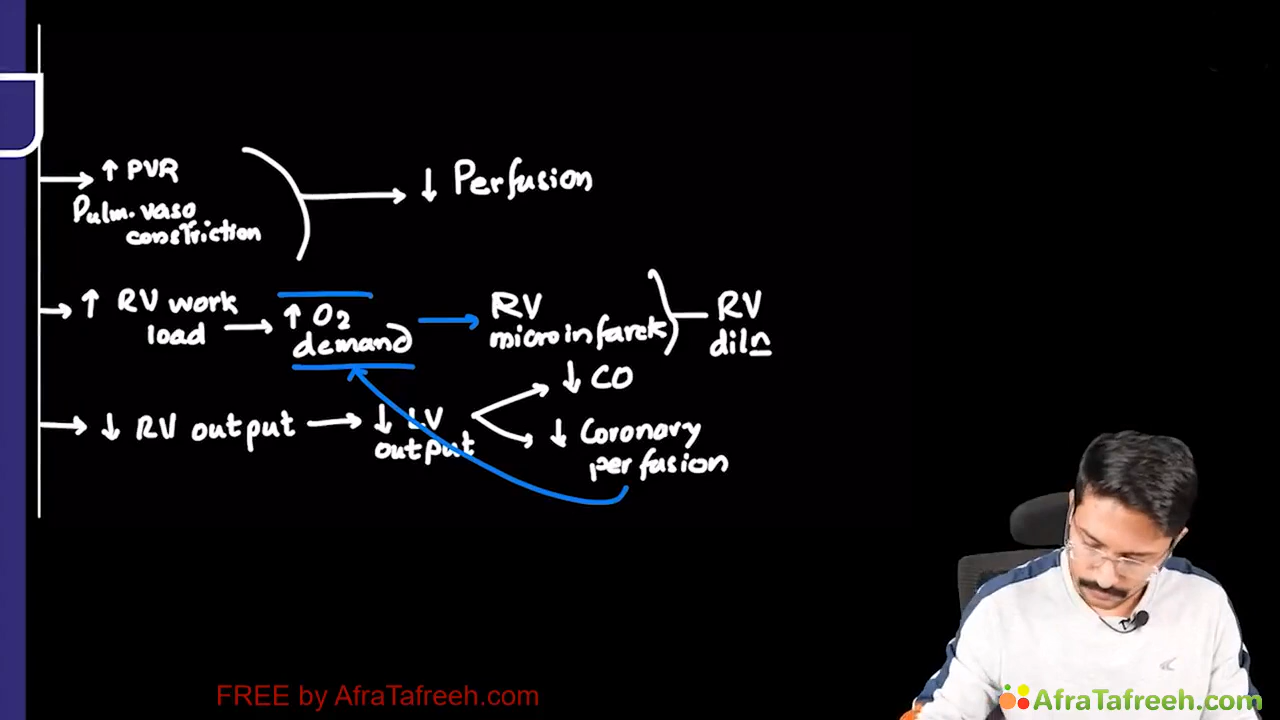 ↑ PVR
Pulm. vaso
constriction
↓ Perfusion
↑ RV work
load
↑ O2
demand
RV
microinfarck
RV
diln
↓ RV output
↓ LV
output
↓ CO
↓ Coronary
perfusion
FREE by AfraTafreeh.com
AfraTafreeh.com